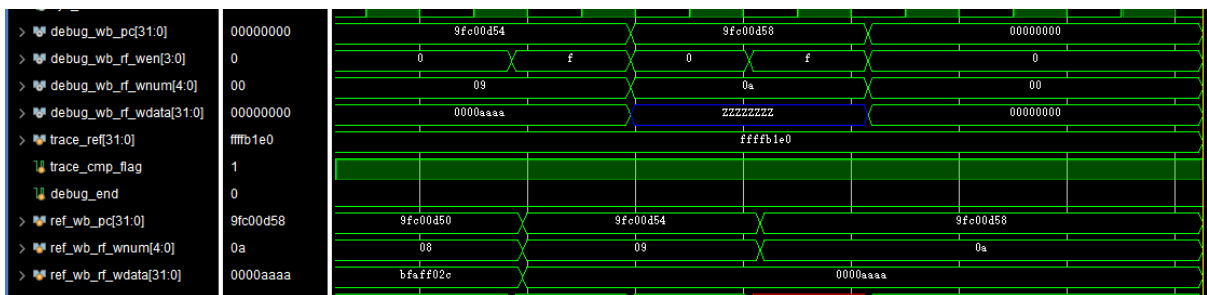 debug_wb_pc[31:0] 00000000 9fc00d54 9fc00d58 00000000
debug_wb_rf_wen[3:0] 0 0 f 0 f 0
debug_wb_rf_wnum[4:0] 00 09 0a 00
debug_wb_rf_wdata[31:0] 00000000 0000aaaa ZZZZZZZZ 00000000
trace_ref[31:0] ffffb1e0 ffffb1e0
trace_cmp_flag 1
debug_end 0
ref_wb_pc[31:0] 9fc00d58 9fc00d50 9fc00d54 9fc00d58
ref_wb_rf_wnum[4:0] 0a 08 09 0a
ref_wb_rf_wdata[31:0] 0000aaaa bfaff02c 0000aaaa